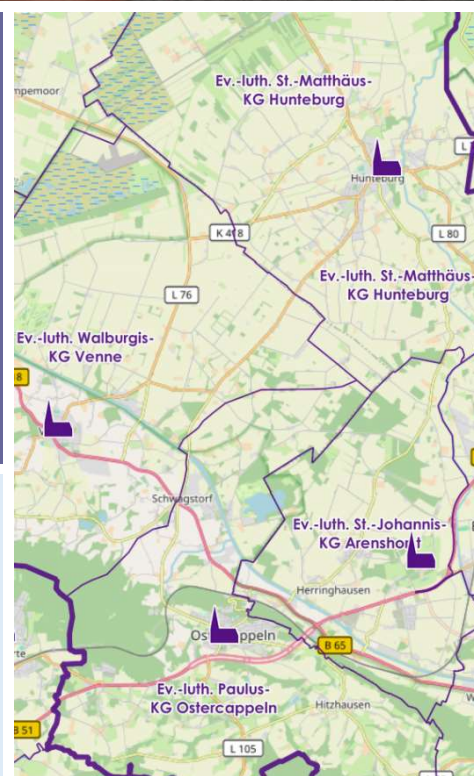 Ev.-luth. St.-Matthäus-
KG Hunteburg
Hunteburg
K 418
L 80
Ev.-luth. St.-Matthäus-
KG Hunteburg
L 76
Ev.-luth. Walburgis-
KG Venne
Schwagstorf
Ev.-luth. St.-Johannis-
KG Arenshorst
Herringhausen
B 65
Ev.-luth. Paulus-
KG Ostercappeln
Hitzhausen
B 51
L 105